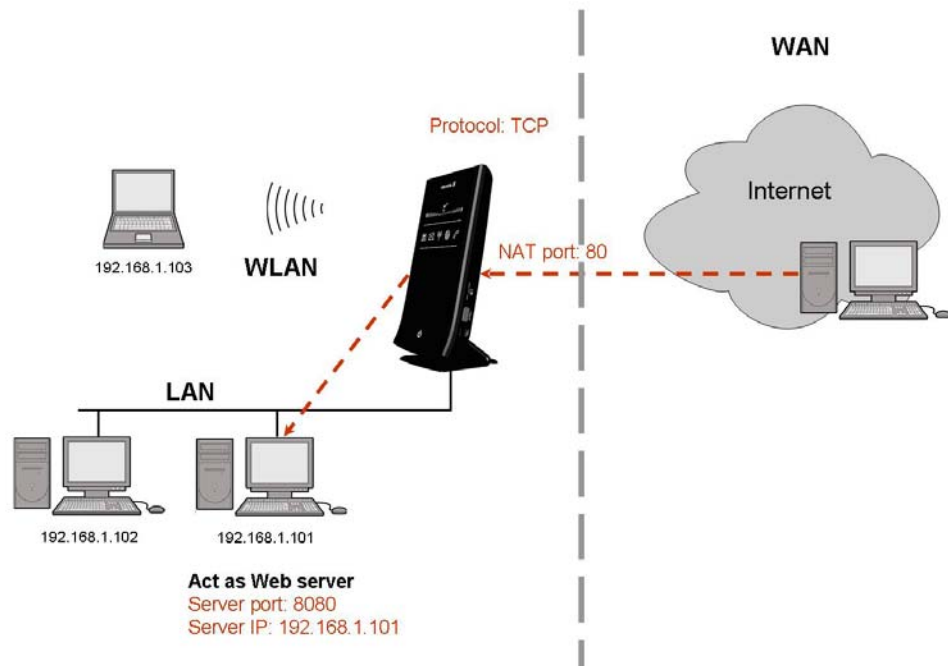 WAN
Protocol: TCP
Internet
NAT port: 80
192.168.1.103
WLAN
LAN
192.168.1.102
192.168.1.101
Act as Web server
Server port: 8080
Server IP: 192.168.1.101